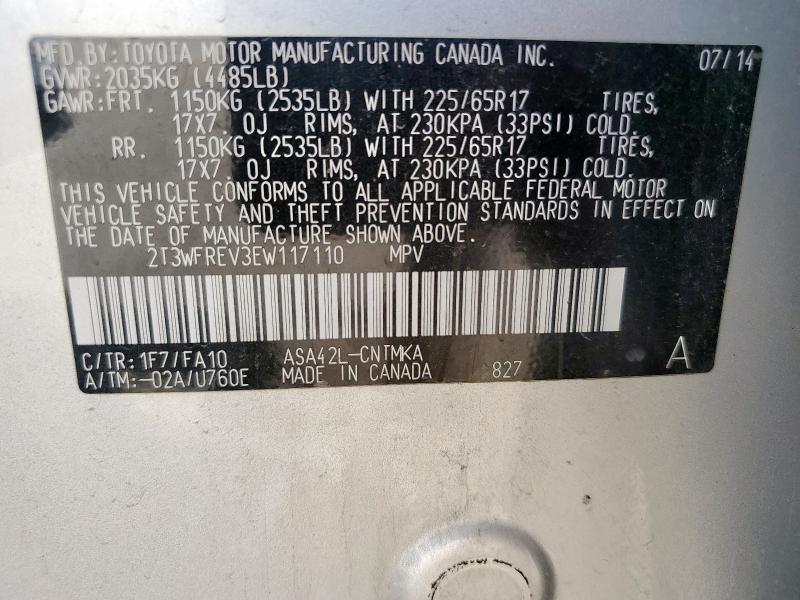 MFD. BY: TOYOTA MOTOR MANUFACTURING CANADA INC. 07/14
GVWR: 2035KG (4485LB)
GAWR: FRT. 1150KG (2535LB) WITH 225/65R17 TIRES,
17X7. 0J RIMS, AT 230KPA (33PSI) COLD.
RR. 1150KG (2535LB) WITH 225/65R17 TIRES,
17X7. 0J RIMS, AT 230KPA (33PSI) COLD.
THIS VEHICLE CONFORMS TO ALL APPLICABLE FEDERAL MOTOR
VEHICLE SAFETY AND THEFT PREVENTION STANDARDS IN EFFECT ON
THE DATE OF MANUFACTURE SHOWN ABOVE.
2T3WFREV3EW117110 MPV
C/TR: 1F7/FA10 ASA42L-CNTMKA A
A/TM: -02A/U760E MADE IN CANADA 827